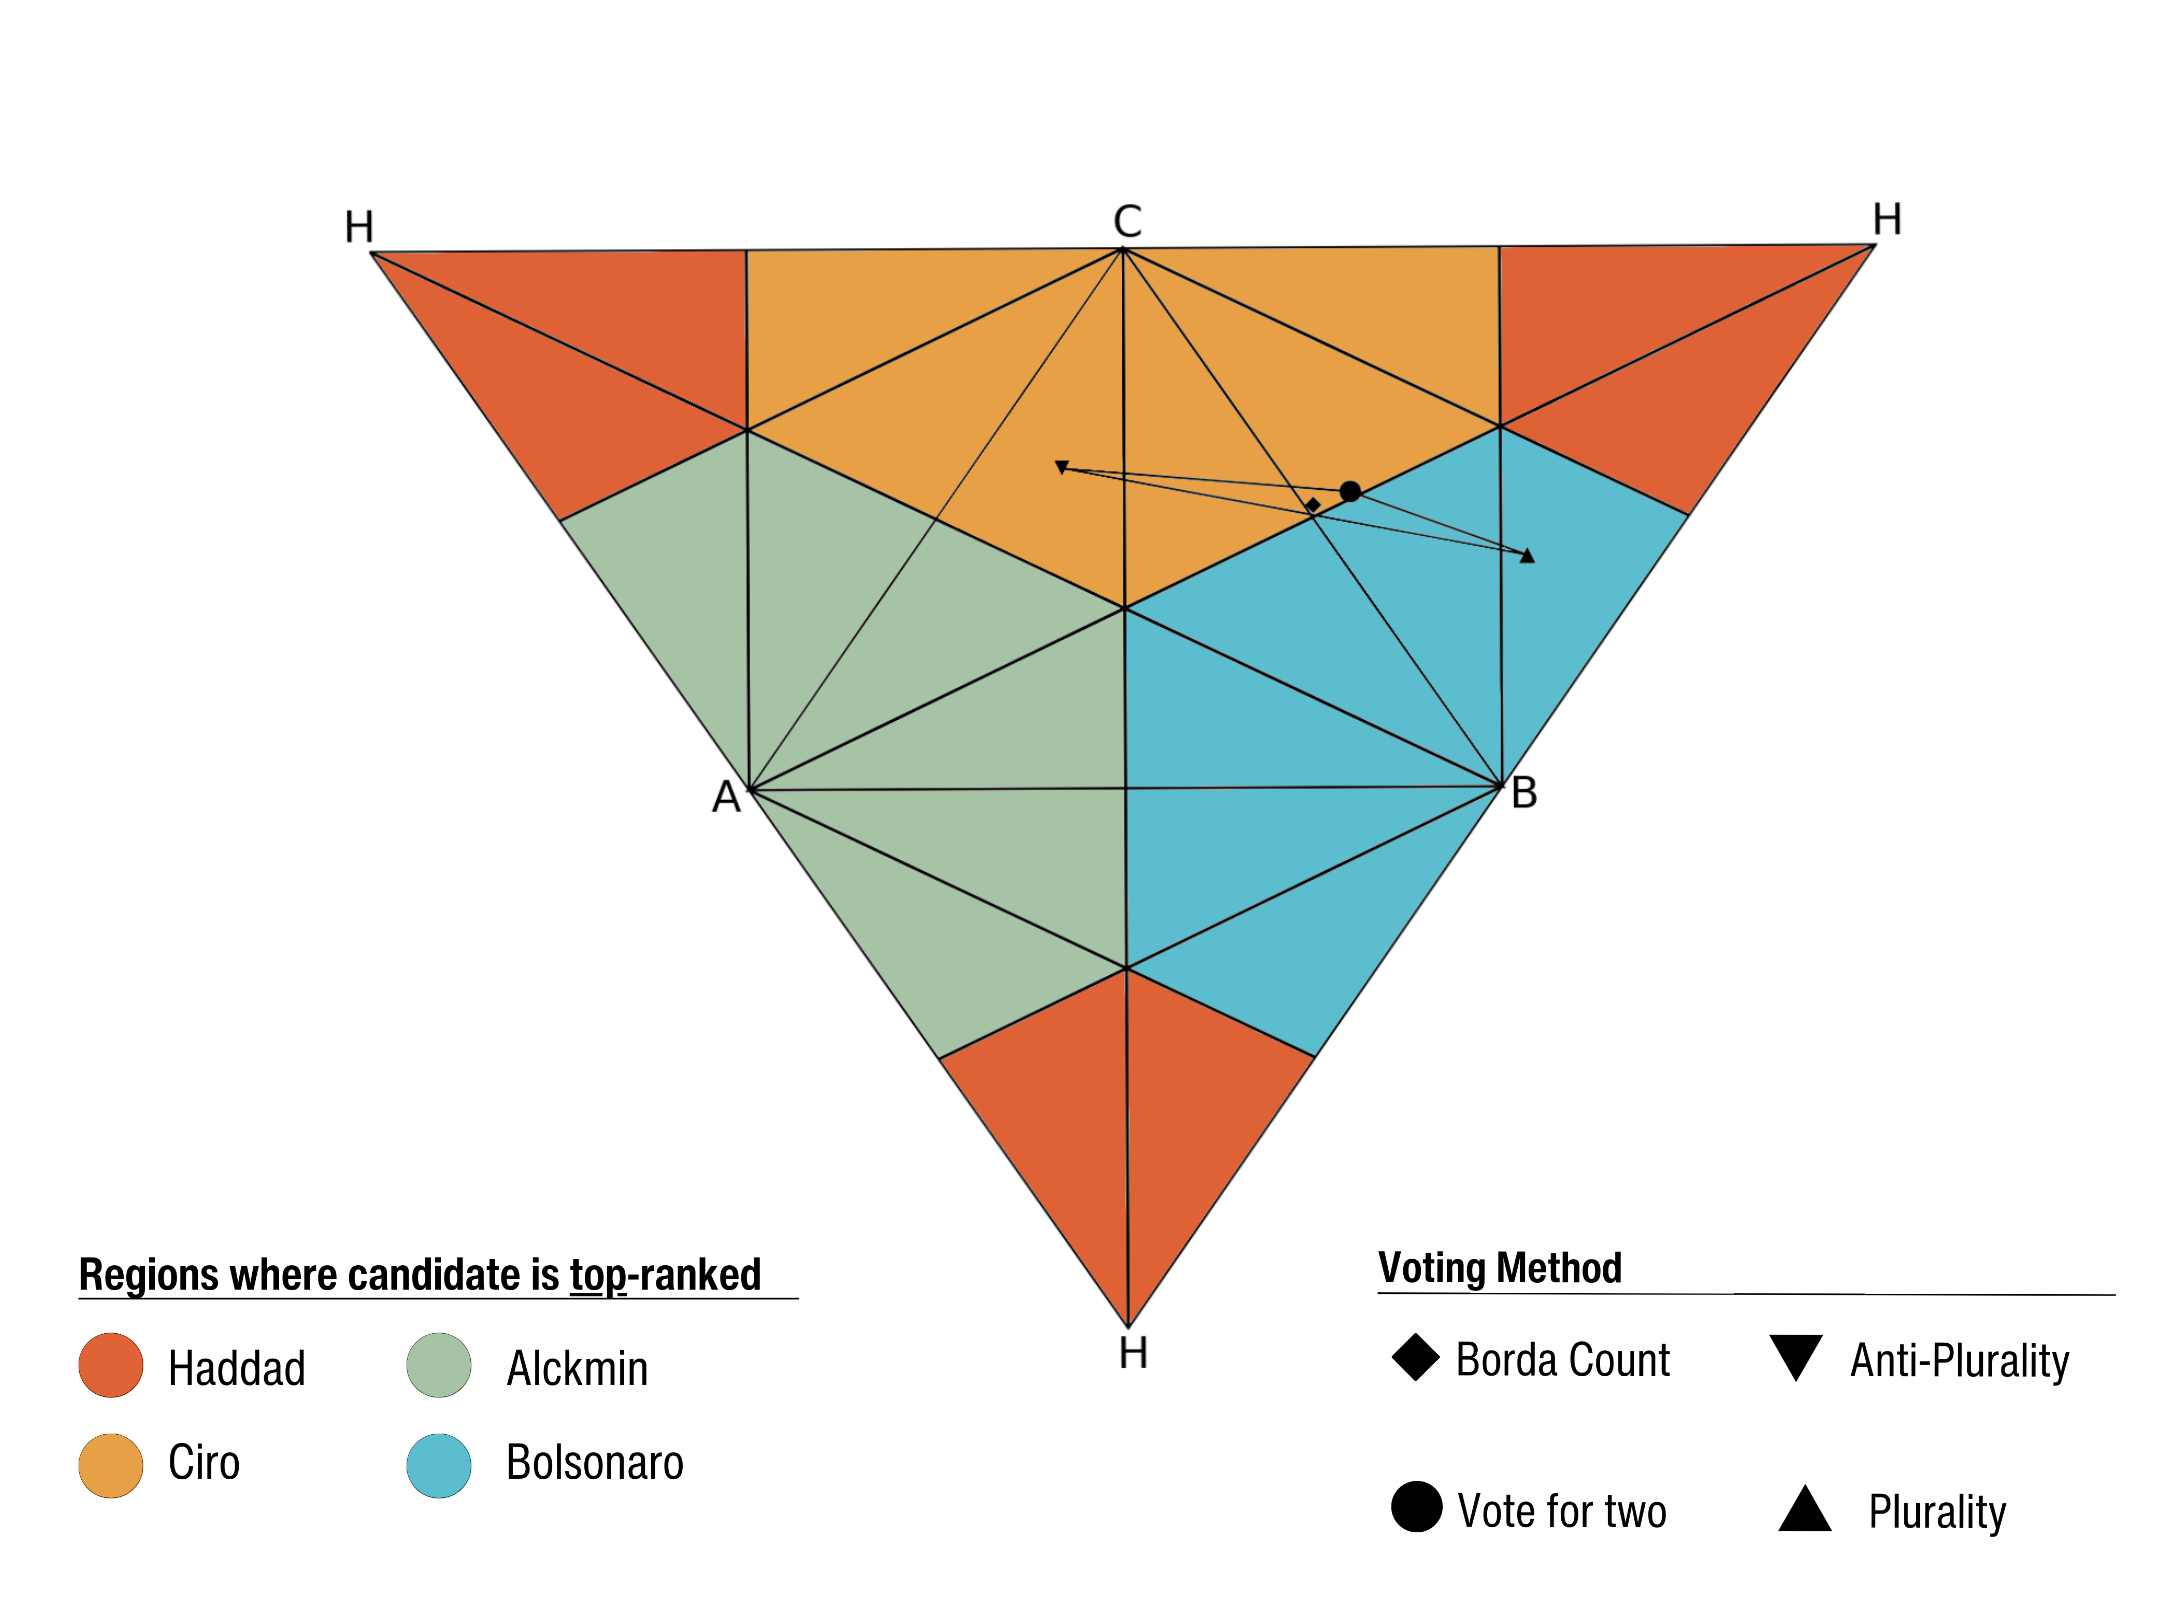 H
C
H
A
B
H
Regions where candidate is top-ranked
Haddad
Alckmin
Ciro
Bolsonaro
Voting Method
Borda Count
Anti-Plurality
Vote for two
Plurality